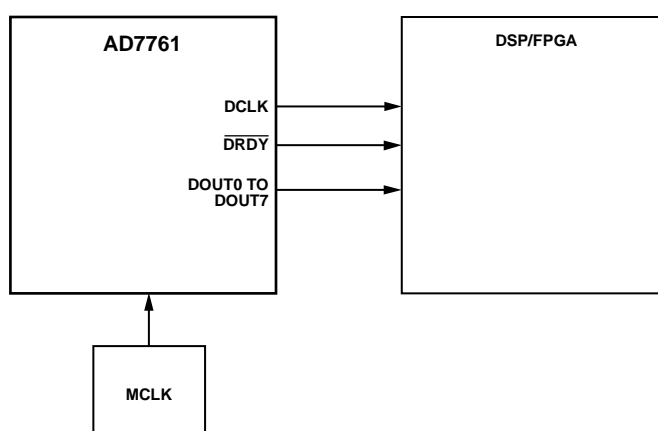 AD7761
DSP/FPGA
DCLK
DRDY
DOUT0 TO
DOUT7
MCLK